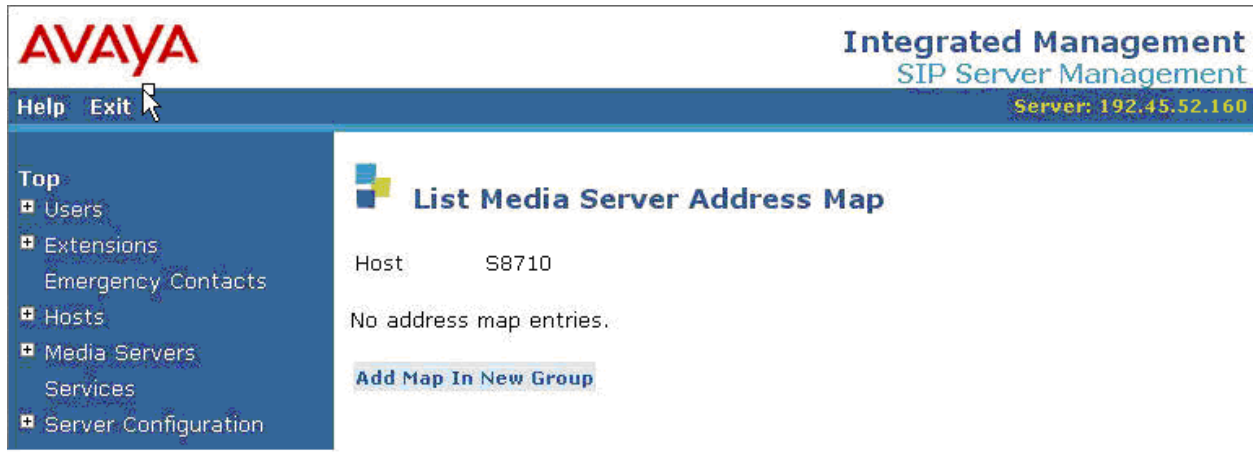 AVAYA
Integrated Management
SIP Server Management
Help Exit
Server: 192.45.52.160
Top
Users
Extensions
Emergency Contacts
Hosts
Media Servers
Services
Server Configuration
List Media Server Address Map
Host S8710
No address map entries.
Add Map In New Group